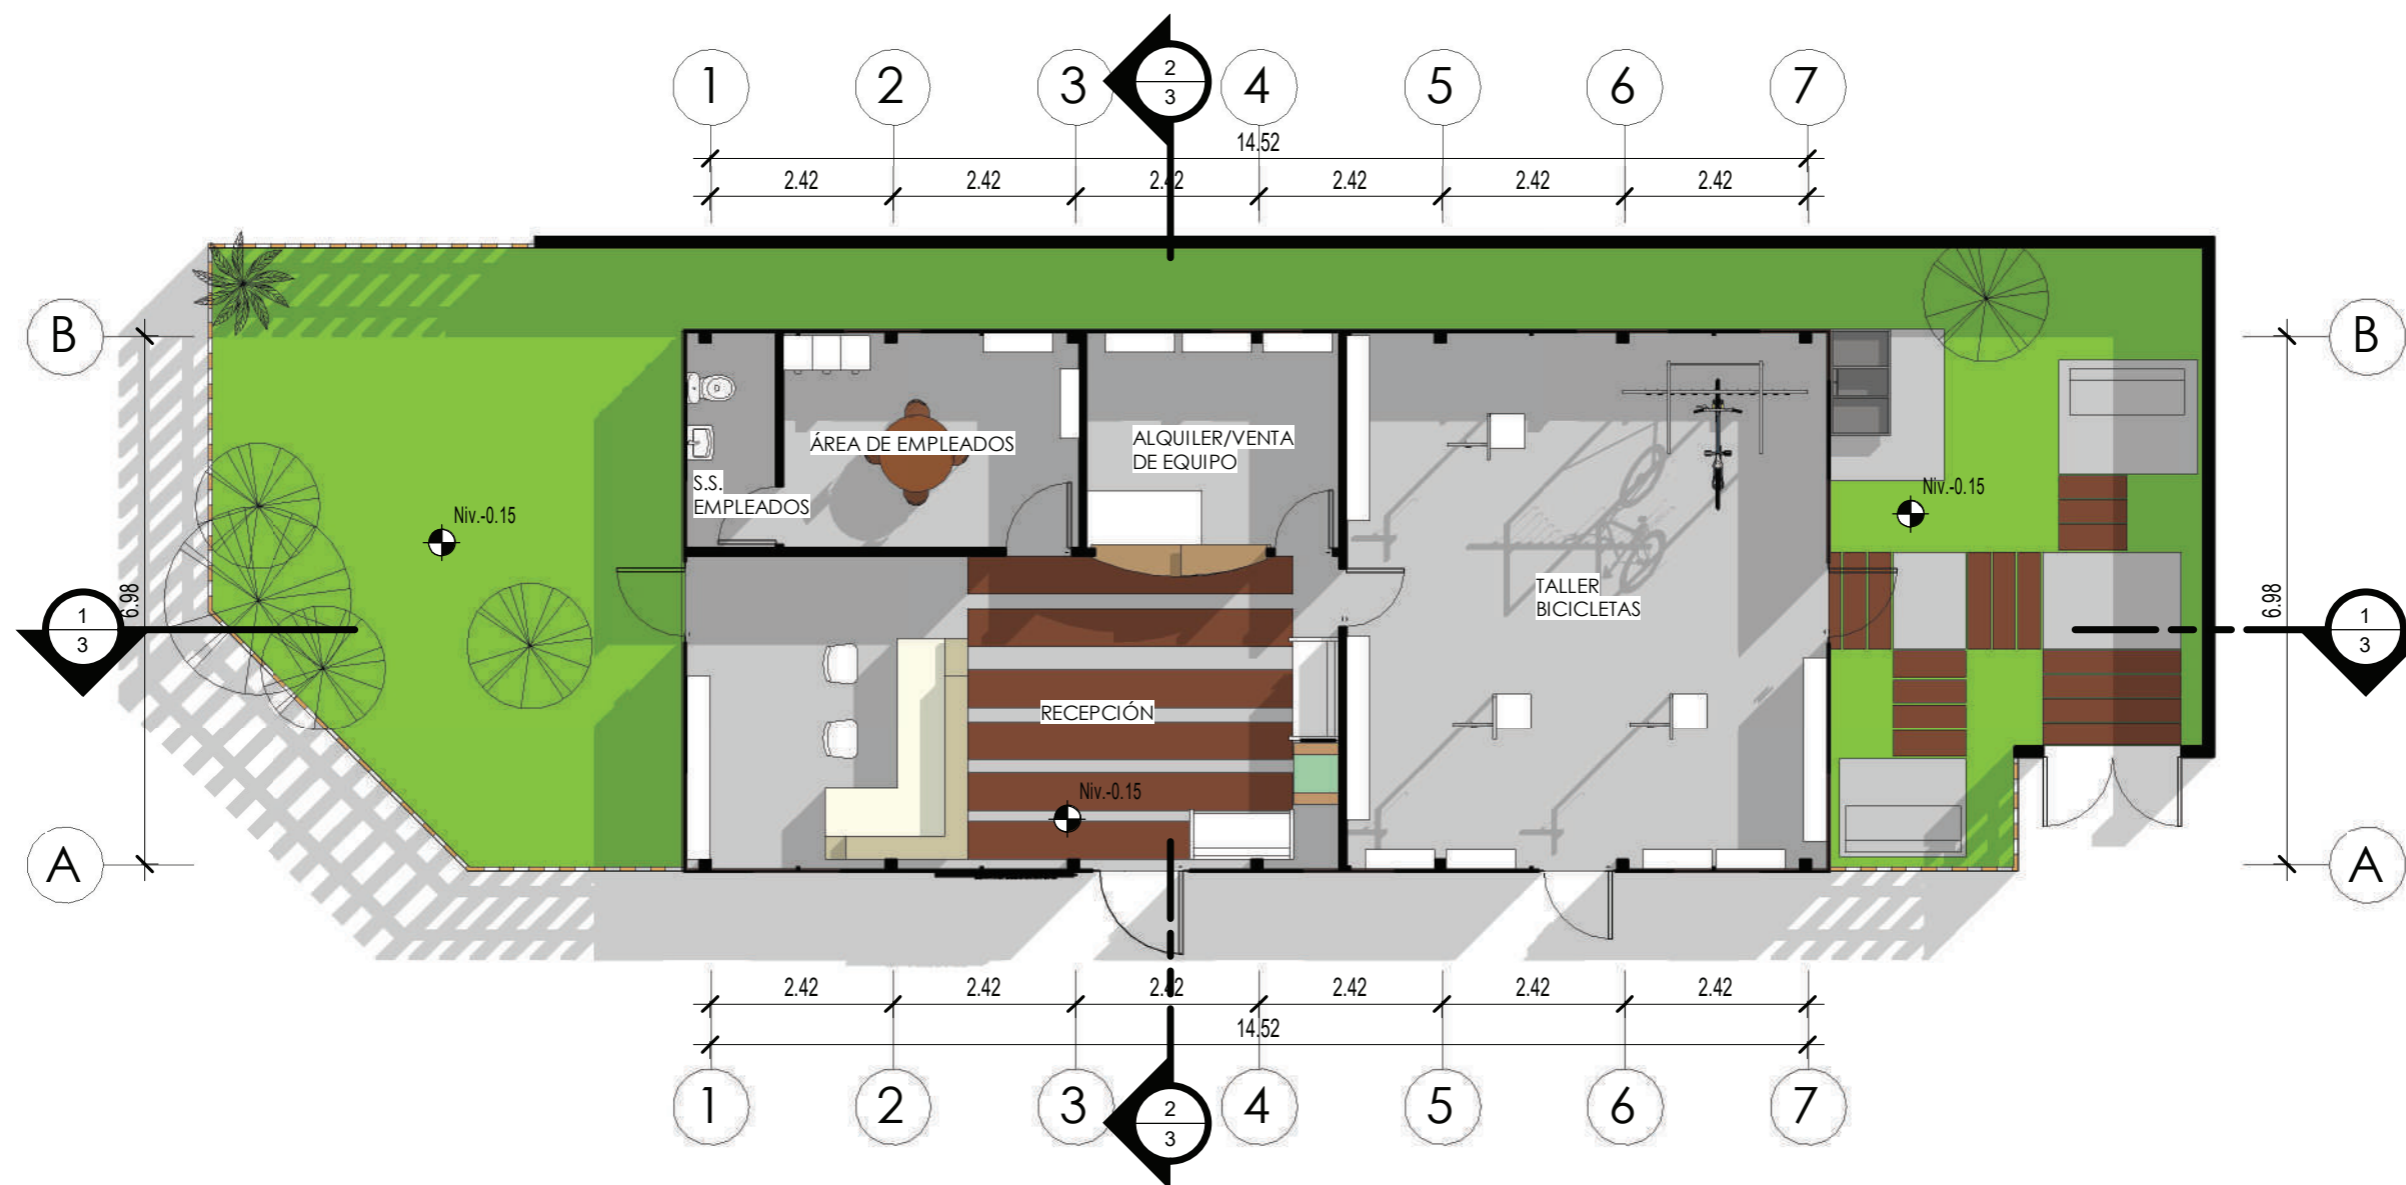 1 2 3 2 4 5 6 7
3
14.52
2.42 2.42 2.42 2.42 2.42 2.42
B B
ÁREA DE EMPLEADOS
ALQUILER/VENTA
DE EQUIPO
S.S.
EMPLEADOS
Niv.-0.15
Niv.-0.15
TALLER
BICICLETAS
1
3
6.98
6.98
1
3
RECEPCIÓN
Niv.-0.15
A A
2.42 2.42 2.42 2.42 2.42 2.42
14.52
1 2 3 2 4 5 6 7
3